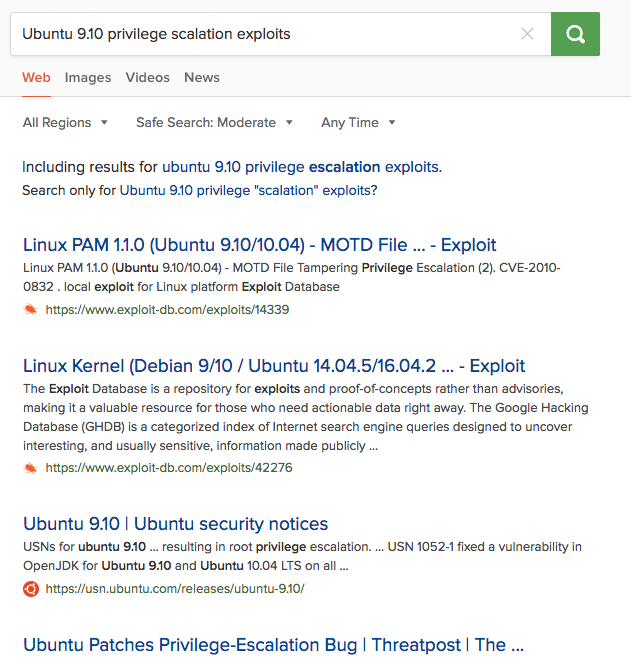 Ubuntu 9.10 privilege scalation exploits
Web Images Videos News
All Regions Safe Search: Moderate Any Time
Including results for ubuntu 9.10 privilege escalation exploits.
Search only for Ubuntu 9.10 privilege "scalation" exploits?
Linux PAM 1.1.0 (Ubuntu 9.10/10.04) - MOTD File ... - Exploit
Linux PAM 1.1.0 (Ubuntu 9.10/10.04) - MOTD File Tampering Privilege Escalation (2). CVE-2010-
0832 . local exploit for Linux platform Exploit Database
https://www.exploit-db.com/exploits/14339
Linux Kernel (Debian 9/10 / Ubuntu 14.04.5/16.04.2 ... - Exploit
The Exploit Database is a repository for exploits and proof-of-concepts rather than advisories,
making it a valuable resource for those who need actionable data right away. The Google Hacking
Database (GHDB) is a categorized index of Internet search engine queries designed to uncover
interesting, and usually sensitive, information made publicly ...
https://www.exploit-db.com/exploits/42276
Ubuntu 9.10 | Ubuntu security notices
USNs for ubuntu 9.10 ... resulting in root privilege escalation. ... USN 1052-1 fixed a vulnerability in
OpenJDK for Ubuntu 9.10 and Ubuntu 10.04 LTS on all ...
https://usn.ubuntu.com/releases/ubuntu-9.10/
Ubuntu Patches Privilege-Escalation Bug | Threatpost | The ...